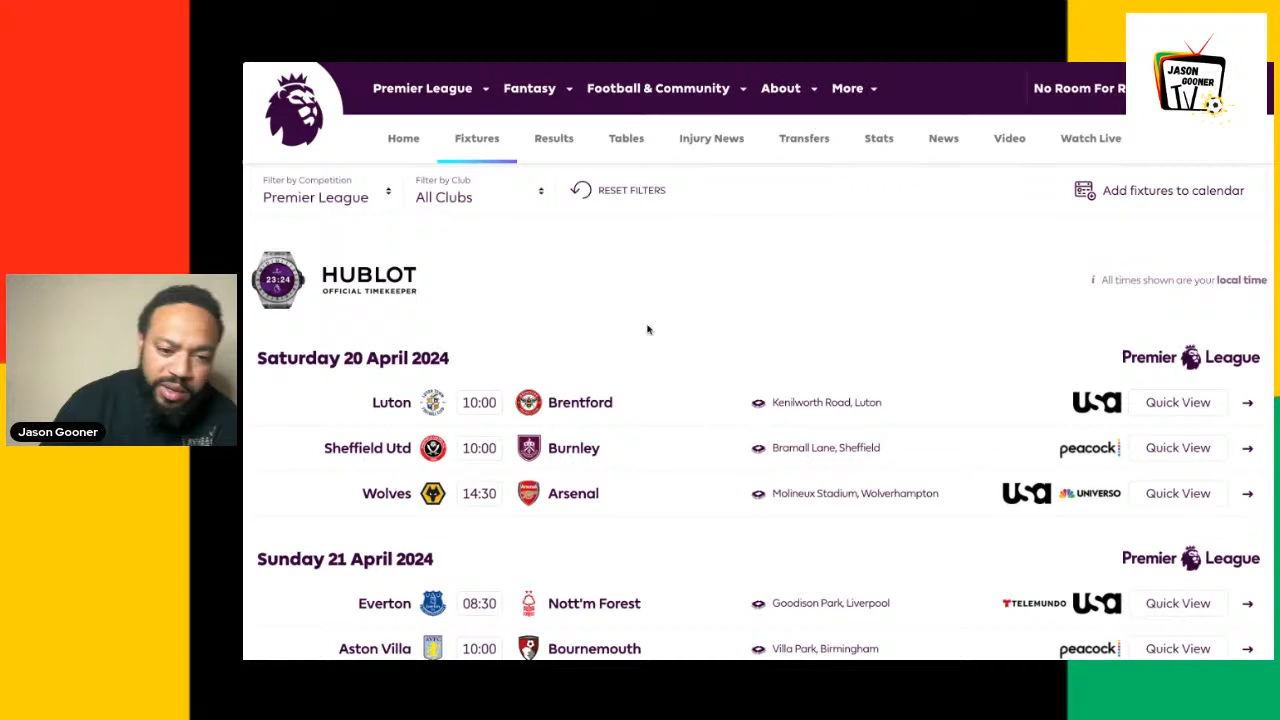 JASON
GOONER
TV
Premier League Fantasy Football & Community About More No Room For R
Home Fixtures Results Tables Injury News Transfers Stats News Video Watch Live
Filter by Competition
Premier League
Filter by Club
All Clubs
RESET FILTERS
Add fixtures to calendar
23:24
HUBLOT
OFFICIAL TIMEKEEPER
i All times shown are your local time
Saturday 20 April 2024
Premier League
Luton 10:00 Brentford Kenilworth Road, Luton usa Quick View
Sheffield Utd 10:00 Burnley Bramall Lane, Sheffield peacock Quick View
Wolves 14:30 Arsenal Molineux Stadium, Wolverhampton usa UNIVERSO Quick View
Sunday 21 April 2024
Premier League
Everton 08:30 Nott'm Forest Goodison Park, Liverpool TELEMUNDO usa Quick View
Aston Villa 10:00 Bournemouth Villa Park, Birmingham peacock Quick View
Jason Gooner